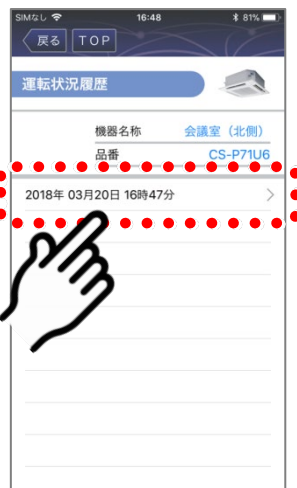 SIMなし 16:48 81%
戻る TOP
運転状況履歴
機器名称 会議室（北側）
品番 CS-P71U6
2018年 03月20日 16時47分